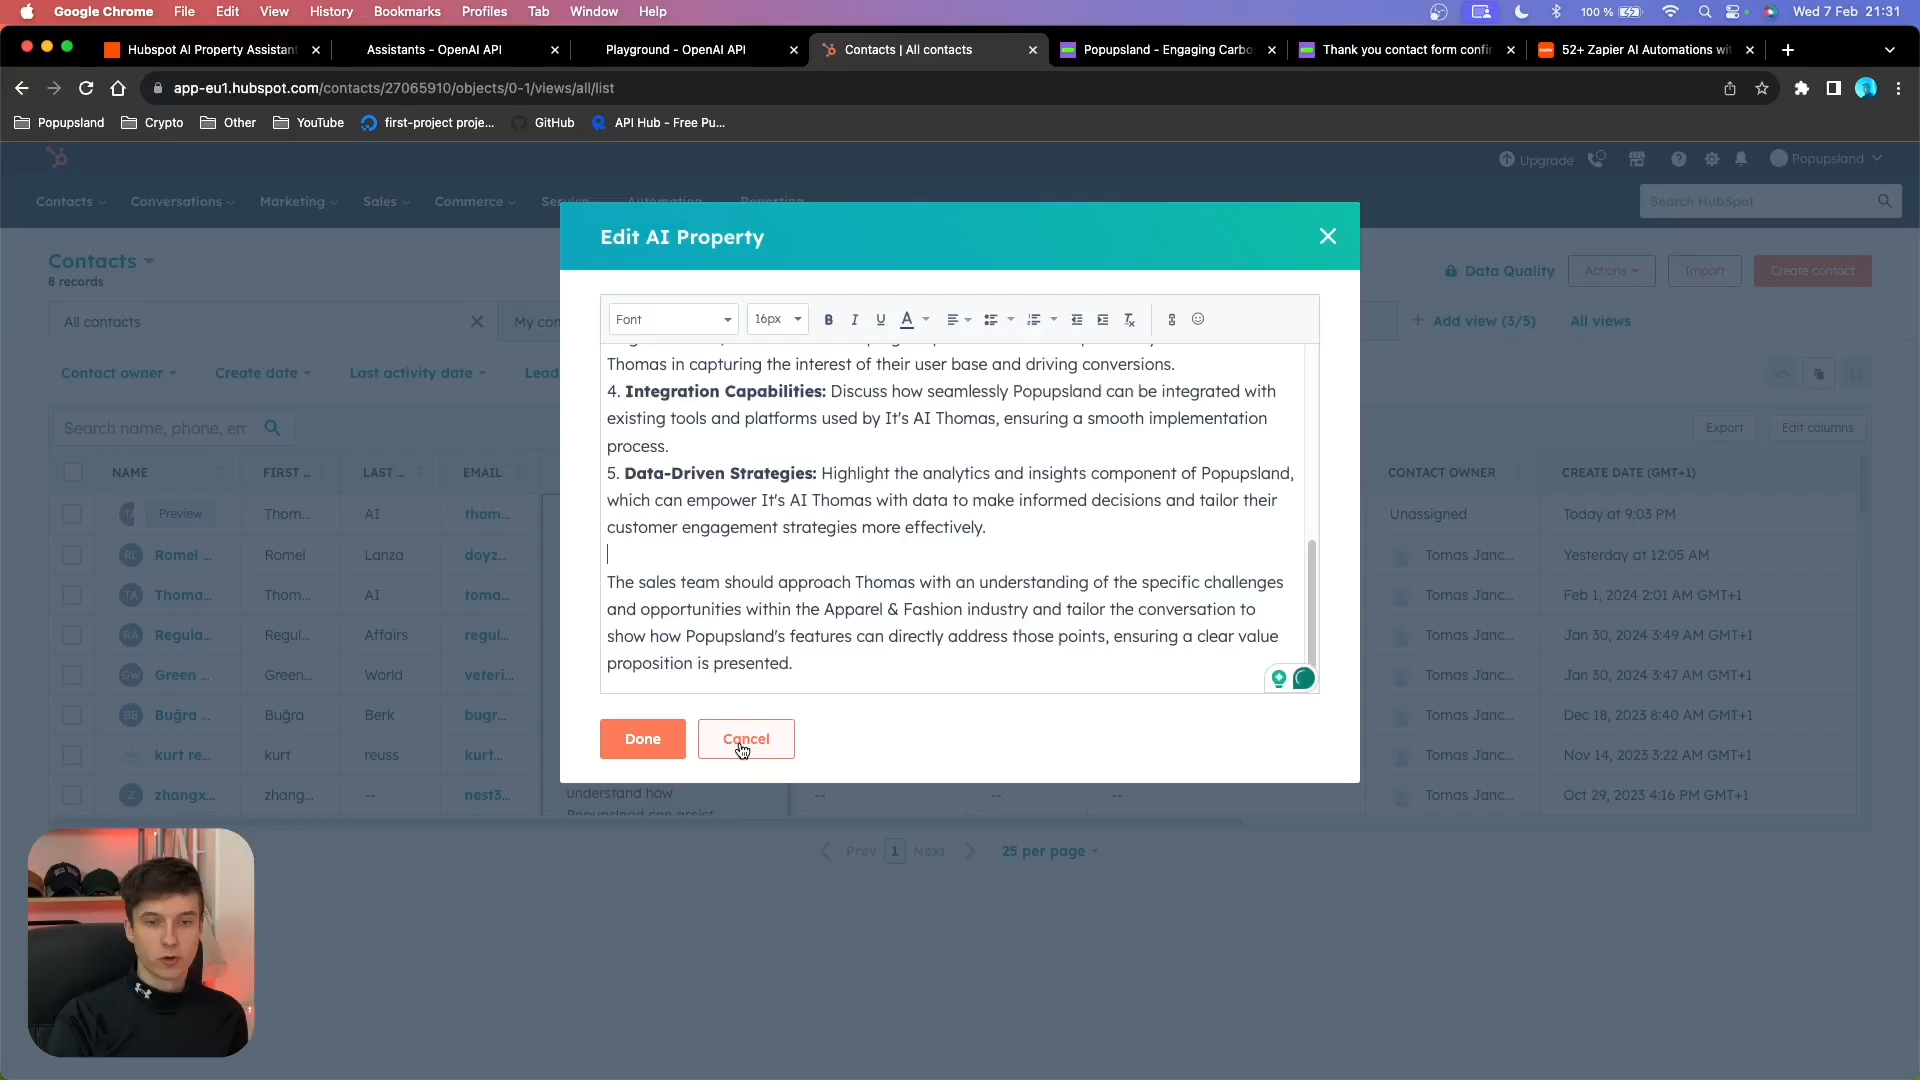 Google Chrome File Edit View History Bookmarks Profiles Tab Window Help 100 % Wed 7 Feb 21:31
Hubspot AI Property Assistant Assistants - OpenAI API Playground - OpenAI API Contacts | All contacts Popupsland - Engaging Carbo Thank you contact form confir 52+ Zapier AI Automations wit
app-eu1.hubspot.com/contacts/27065910/objects/0-1/views/all/list
Popupsland Crypto Other YouTube first-project proje... GitHub API Hub - Free Pu...
Upgrade Popupsland
Contacts Conversations Marketing Sales Commerce Service Automation Reporting Search HubSpot
Edit AI Property
Contacts
8 records
Data Quality Actions Import Create contact
All contacts My con
Add view (3/5) All views
Font 16px B I U A
Contact owner Create date Last activity date Lead
Thomas in capturing the interest of their user base and driving conversions.
4. Integration Capabilities: Discuss how seamlessly Popupsland can be integrated with
existing tools and platforms used by It's AI Thomas, ensuring a smooth implementation
process.
5. Data-Driven Strategies: Highlight the analytics and insights component of Popupsland,
which can empower It's AI Thomas with data to make informed decisions and tailor their
customer engagement strategies more effectively.
The sales team should approach Thomas with an understanding of the specific challenges
and opportunities within the Apparel & Fashion industry and tailor the conversation to
show how Popupsland's features can directly address those points, ensuring a clear value
proposition is presented.
Done Cancel
Search name, phone, em Export Edit columns
NAME FIRST ... LAST ... EMAIL CONTACT OWNER CREATE DATE (GMT+1)
Preview Thom... AI thom... Unassigned Today at 9:03 PM
RL Romel ... Romel Lanza doyz... Tomas Janc... Yesterday at 12:05 AM
TA Thoma... Thom... AI toma... Tomas Janc... Feb 1, 2024 2:01 AM GMT+1
RA Regula... Regul... Affairs regul... Tomas Janc... Jan 30, 2024 3:49 AM GMT+1
GW Green ... Green... World veteri... Tomas Janc... Jan 30, 2024 3:47 AM GMT+1
BB Buğra ... Buğra Berk bugr... Tomas Janc... Dec 18, 2023 8:40 AM GMT+1
kurt re... kurt reuss kurt... Tomas Janc... Nov 14, 2023 3:22 AM GMT+1
Z zhangx... zhang... -- nest3... understand how -- -- -- Tomas Janc... Oct 29, 2023 4:16 PM GMT+1
Popupsland can assist
Prev 1 Next 25 per page